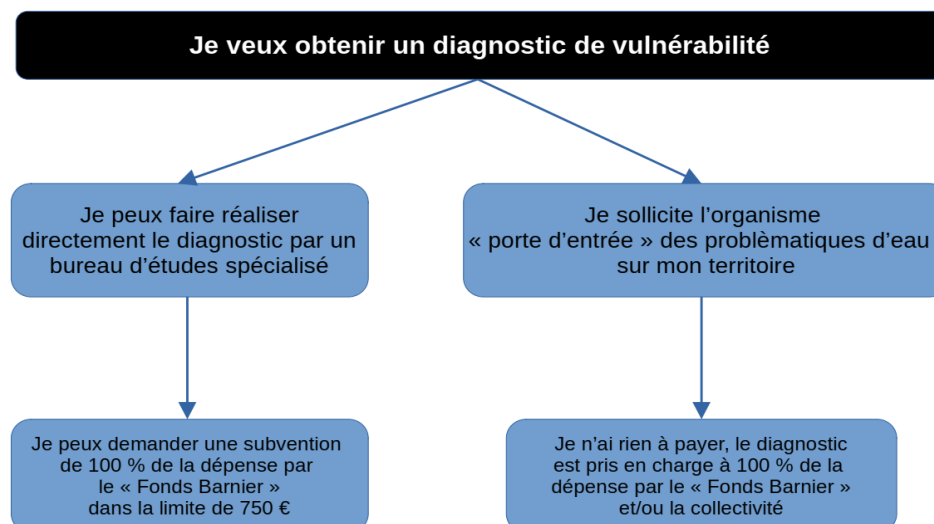 Je veux obtenir un diagnostic de vulnérabilité
Je peux faire réaliser
directement le diagnostic par un
bureau d’études spécialisé
Je sollicite l’organisme
« porte d’entrée » des problèmatiques d’eau
sur mon territoire
Je peux demander une subvention
de 100 % de la dépense par
le « Fonds Barnier »
dans la limite de 750 €
Je n’ai rien à payer, le diagnostic
est pris en charge à 100 % de la
dépense par le « Fonds Barnier »
et/ou la collectivité